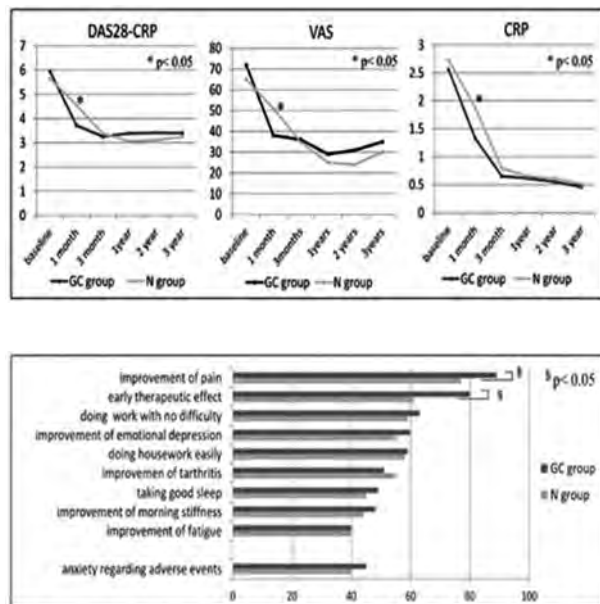 DAS28-CRP
* p< 0.05
7
6
5
4
3
2
1
0
baseline
1 month
3 month
1year
2 year
3 year
GC group
N group
VAS
* p< 0.05
80
70
60
50
40
30
20
10
0
baseline
1 month
3months
1years
2 years
3years
GC group
N group
CRP
* p< 0.05
3
2.5
2
1.5
1
0.5
0
baseline
1 month
3 month
1year
2 year
3 year
GC group
N group
improvement of pain
early therapeutic effect
doing work with no difficulty
improvement of emotional depression
doing housework easily
improvemen of tarthritis
taking good sleep
improvement of morning stiffness
improvement of fatigue
anxiety regarding adverse events
§
§
§ p< 0.05
GC group
N group
0
20
40
60
80
100